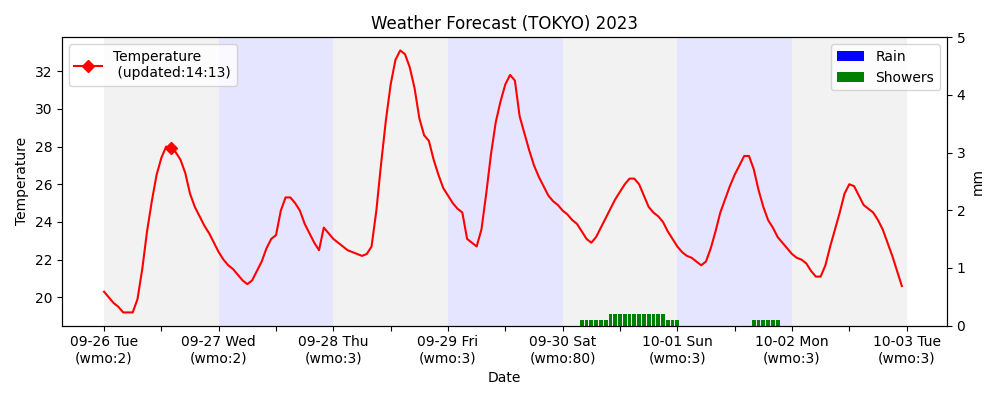 Weather Forecast (TOKYO) 2023
Temperature
(updated:14:13)
Rain
Showers
Temperature
32
30
28
26
24
22
20
5
4
3
2
1
0
mm
09-26 Tue
(wmo:2)
09-27 Wed
(wmo:2)
09-28 Thu
(wmo:3)
09-29 Fri
(wmo:3)
09-30 Sat
(wmo:80)
10-01 Sun
(wmo:3)
10-02 Mon
(wmo:3)
10-03 Tue
(wmo:3)
Date